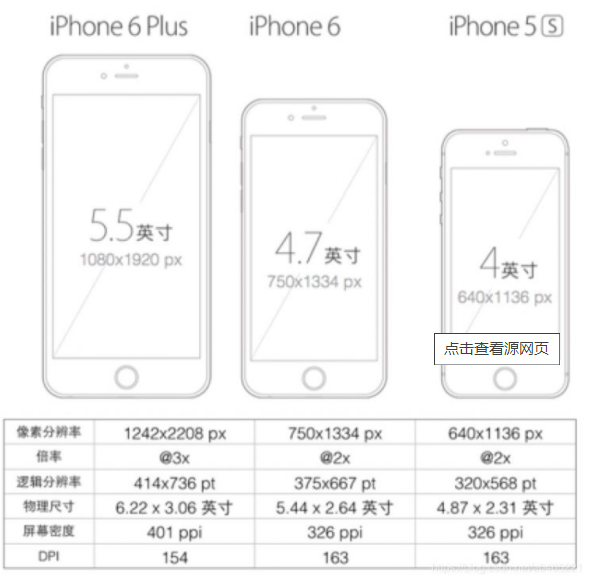 iPhone 6 Plus iPhone 6 iPhone 5 S
5.5英寸
1080x1920 px
4.7英寸
750x1334 px
4英寸
640x1136 px
点击查看源网页
像素分辨率 1242x2208 px 750x1334 px 640x1136 px
倍率 @3x @2x @2x
逻辑分辨率 414x736 pt 375x667 pt 320x568 pt
物理尺寸 6.22 x 3.06 英寸 5.44 x 2.64 英寸 4.87 x 2.31 英寸
屏幕密度 401 ppi 326 ppi 326 ppi
DPI 154 163 163